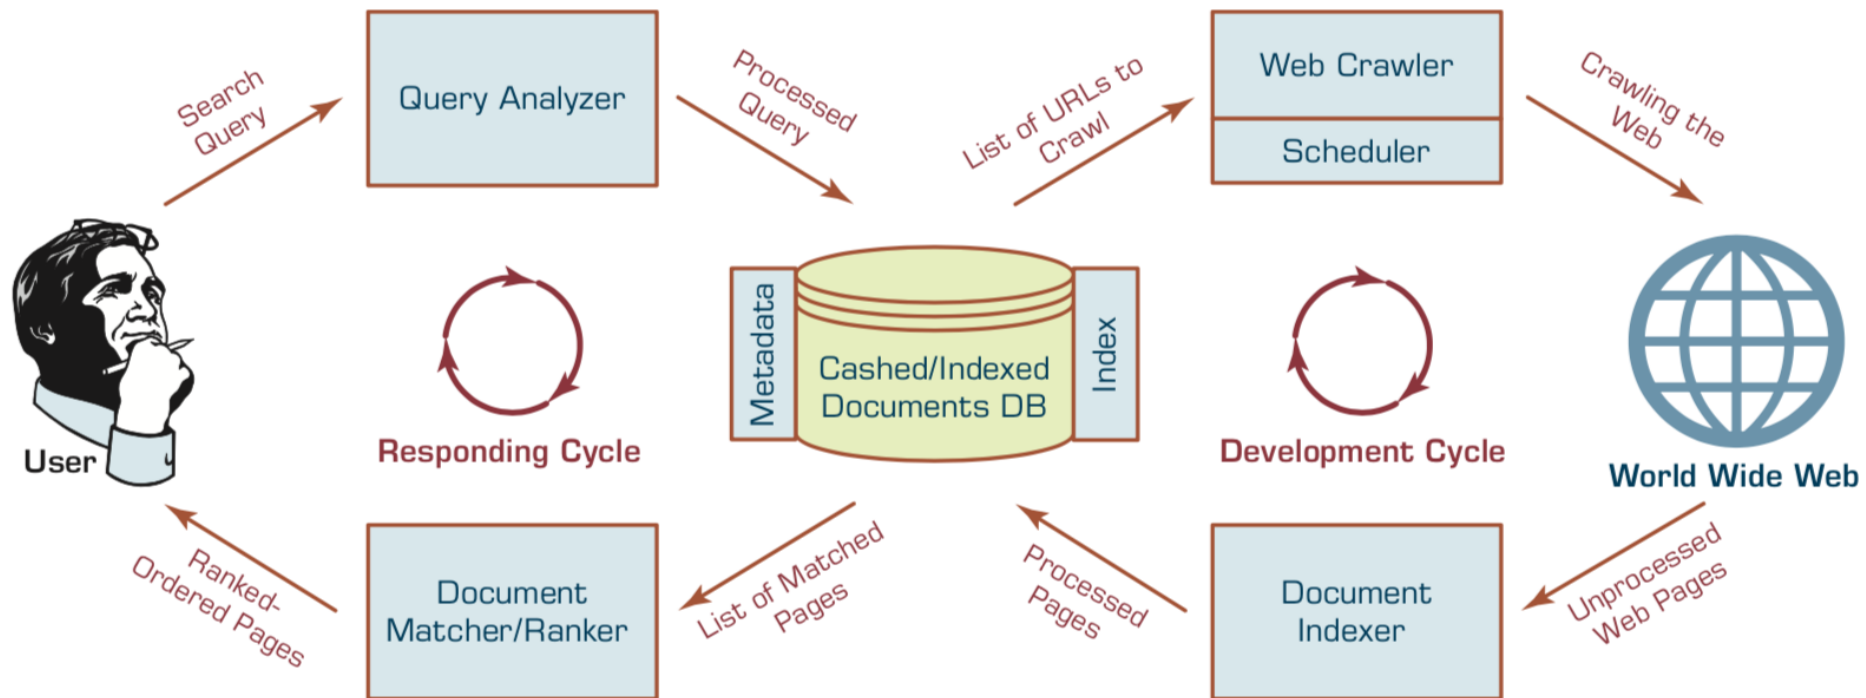 Search
Query
Query Analyzer
Processed
Query
List of URLs to
Crawl
Web Crawler
Scheduler
Crawling the
Web
User
Responding Cycle
Metadata
Cashed/Indexed
Documents DB
Index
Development Cycle
World Wide Web
Ranked-
Ordered Pages
Document
Matcher/Ranker
List of Matched
Pages
Processed
Pages
Document
Indexer
Unprocessed
Web Pages